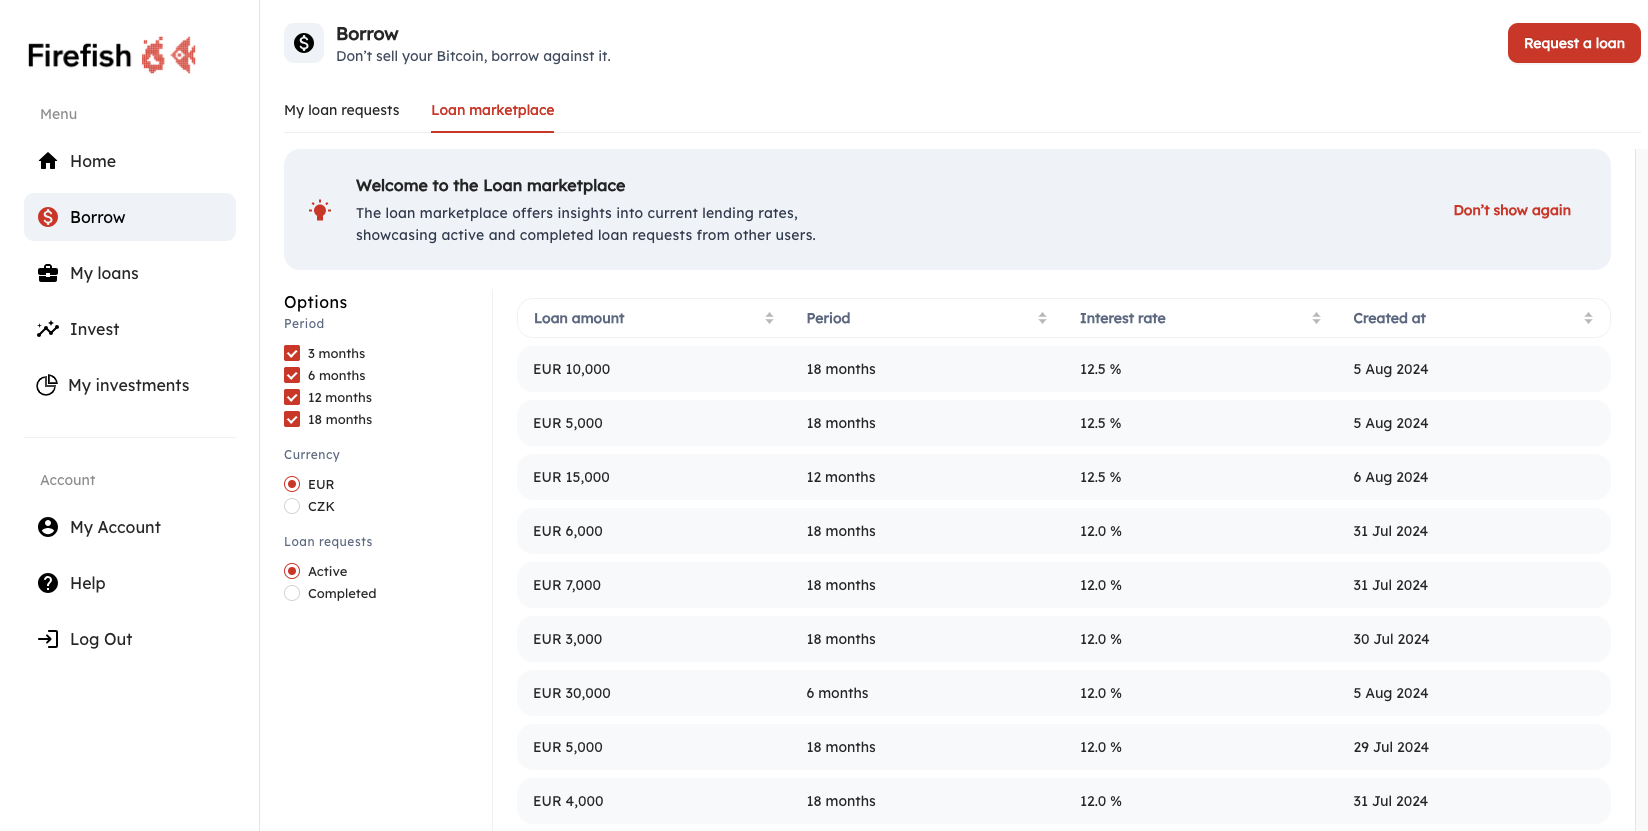 Firefish
Menu
Home
Borrow
My loans
Invest
My investments
Account
My Account
Help
Log Out
Borrow
Don't sell your Bitcoin, borrow against it.
Request a loan
My loan requests Loan marketplace
Welcome to the Loan marketplace
The loan marketplace offers insights into current lending rates,
showcasing active and completed loan requests from other users.
Don't show again
Options
Period
3 months
6 months
12 months
18 months
Currency
EUR
CZK
Loan requests
Active
Completed
Loan amount Period Interest rate Created at
EUR 10,000 18 months 12.5 % 5 Aug 2024
EUR 5,000 18 months 12.5 % 5 Aug 2024
EUR 15,000 12 months 12.5 % 6 Aug 2024
EUR 6,000 18 months 12.0 % 31 Jul 2024
EUR 7,000 18 months 12.0 % 31 Jul 2024
EUR 3,000 18 months 12.0 % 30 Jul 2024
EUR 30,000 6 months 12.0 % 5 Aug 2024
EUR 5,000 18 months 12.0 % 29 Jul 2024
EUR 4,000 18 months 12.0 % 31 Jul 2024